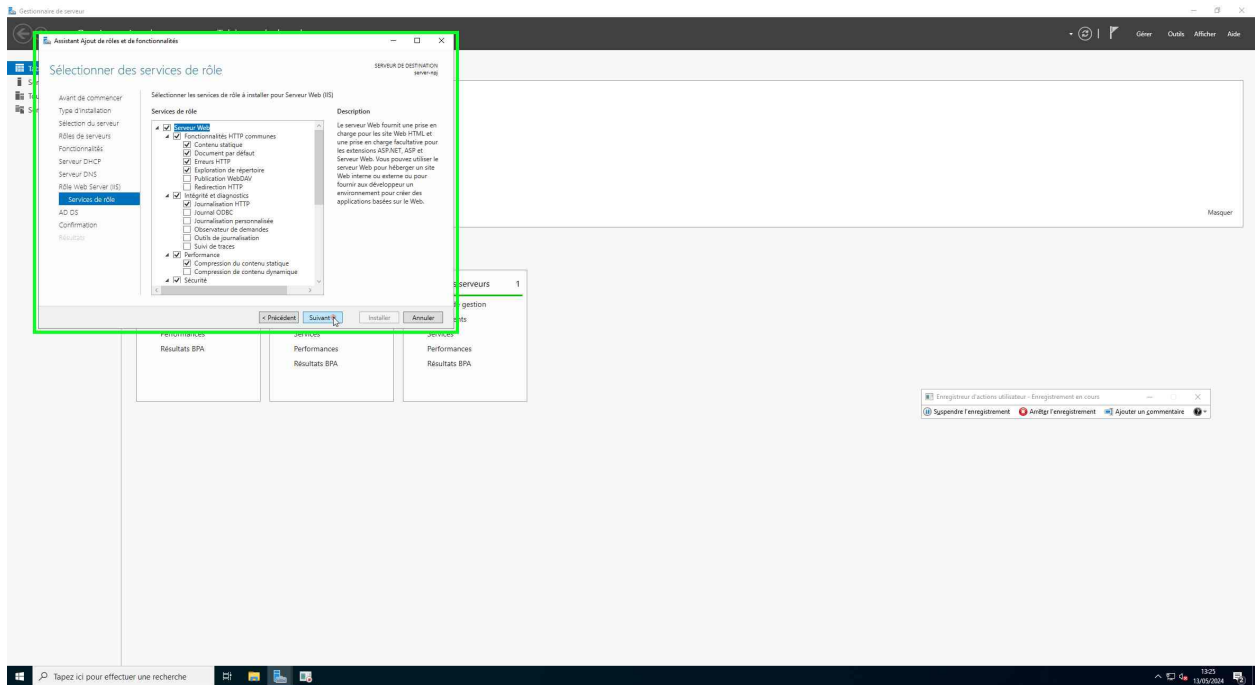 Gestionnaire de serveur
Gérer Outils Afficher Aide
Assistant Ajout de rôles et de fonctionnalités
Sélectionner des services de rôle
SERVEUR DE DESTINATION
server-npj
Avant de commencer
Type d'installation
Sélection du serveur
Rôles de serveurs
Fonctionnalités
Serveur DHCP
Serveur DNS
Rôle Web Server (IIS)
Services de rôle
AD DS
Confirmation
Résultats
Sélectionner les services de rôle à installer pour Serveur Web (IIS)
Services de rôle
Serveur Web
Fonctionnalités HTTP communes
Contenu statique
Document par défaut
Erreurs HTTP
Exploration de répertoire
Publication WebDAV
Redirection HTTP
Intégrité et diagnostics
Journalisation HTTP
Journal ODBC
Journalisation personnalisée
Observateur de demandes
Outils de journalisation
Suivi de traces
Performance
Compression du contenu statique
Compression de contenu dynamique
Sécurité
Description
Le serveur Web fournit une prise en
charge pour les site Web HTML et
une prise en charge facultative pour
les extensions ASP.NET, ASP et
Serveur Web. Vous pouvez utiliser le
serveur Web pour héberger un site
Web interne ou externe ou pour
fournir aux développeur un
environnement pour créer des
applications basées sur le Web.
< Précédent Suivant > Installer Annuler
Masquer
serveurs 1
gestion
Performances Services Services
Résultats BPA Performances Performances
Résultats BPA Résultats BPA
Enregistreur d'actions utilisateur - Enregistrement en cours
Suspendre l'enregistrement Arrêter l'enregistrement Ajouter un commentaire
Tapez ici pour effectuer une recherche
13:25
13/05/2024